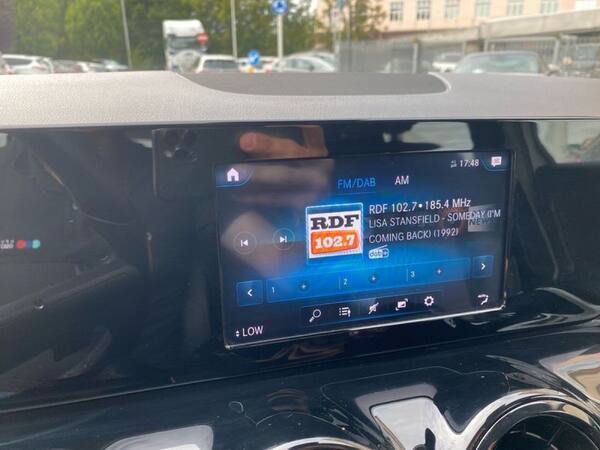 17:48
FM/DAB AM
RDF 102.7•185.4 MHz
LISA STANSFIELD - SOMEDAY (I'M
COMING BACK) (1992)
RDF
102.7
dab+
1 + 2 + 3 +
LOW